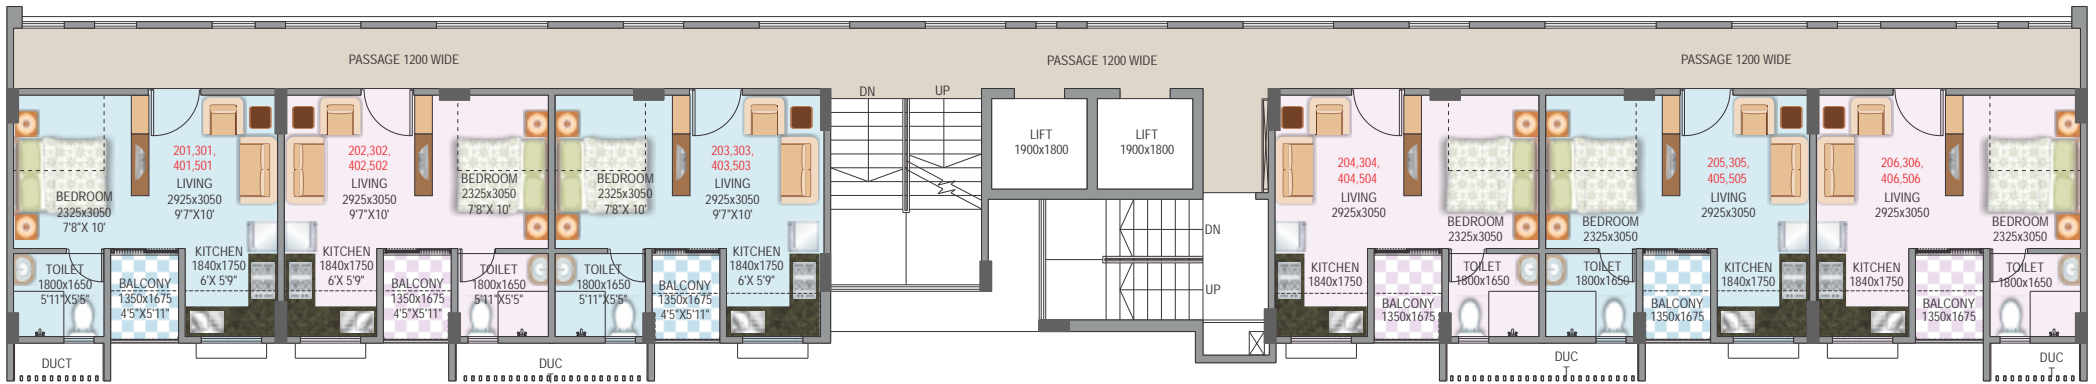 PASSAGE 1200 WIDE
PASSAGE 1200 WIDE
PASSAGE 1200 WIDE
201,301,
401,501
LIVING
2925x3050
9'7"X10'
BEDROOM
2325x3050
7'8"X 10'
KITCHEN
1840x1750
6'X 5'9"
TOILET
1800x1650
5'11"X5'5"
BALCONY
1350x1675
4'5"X5'11"
DUCT
202,302,
402,502
LIVING
2925x3050
9'7"X10'
BEDROOM
2325x3050
7'8"X 10'
KITCHEN
1840x1750
6'X 5'9"
BALCONY
1350x1675
4'5"X5'11"
TOILET
1800x1650
5'11"X5'5"
DUC
T
203,303,
403,503
LIVING
2925x3050
9'7"X10'
BEDROOM
2325x3050
7'8"X 10'
TOILET
1800x1650
5'11"X5'5"
BALCONY
1350x1675
4'5"X5'11"
KITCHEN
1840x1750
6'X 5'9"
DN
UP
LIFT
1900x1800
LIFT
1900x1800
DN
UP
204,304,
404,504
LIVING
2925x3050
BEDROOM
2325x3050
KITCHEN
1840x1750
BALCONY
1350x1675
TOILET
1800x1650
DUC
T
205,305,
405,505
LIVING
2925x3050
BEDROOM
2325x3050
TOILET
1800x1650
BALCONY
1350x1675
KITCHEN
1840x1750
206,306,
406,506
LIVING
2925x3050
BEDROOM
2325x3050
KITCHEN
1840x1750
BALCONY
1350x1675
TOILET
1800x1650
DUC
T